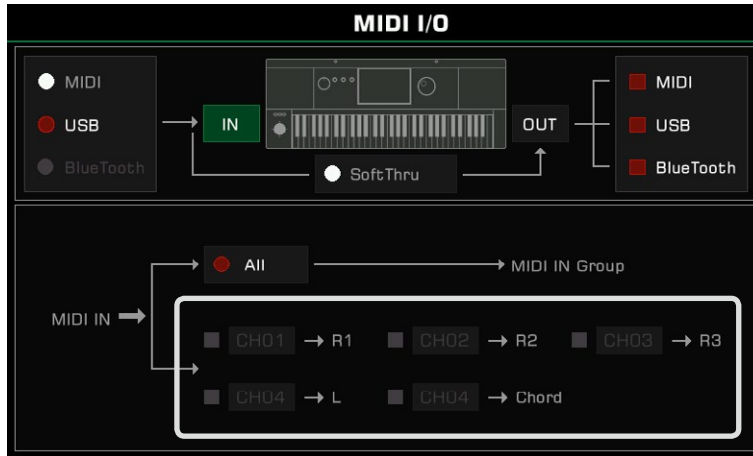 MIDI I/O
MIDI
USB
BlueTooth
IN
SoftThru
OUT
MIDI
USB
BlueTooth
All
MIDI IN Group
MIDI IN
CH01 R1 CH02 R2 CH03 R3
CH04 L CH04 Chord